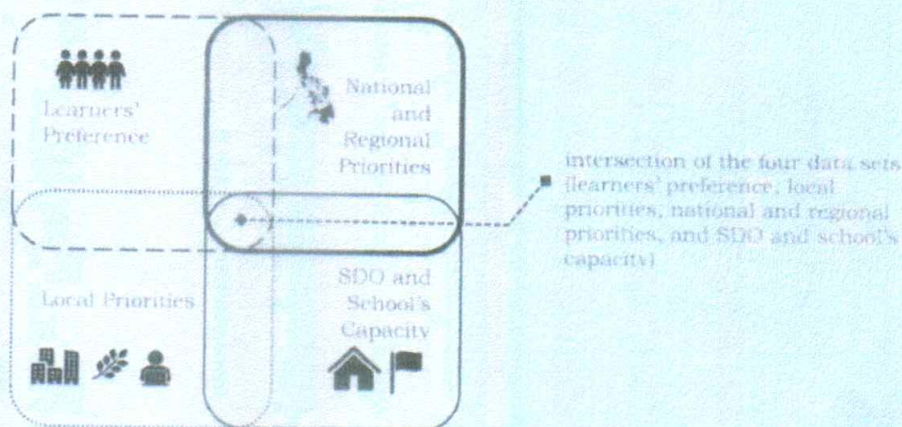 Learners'
Preference
National
and
Regional
Priorities
intersection of the four data sets
(learners' preference, local
priorities, national and regional
priorities, and SDO and school's
capacity)
Local Priorities
SDO and
School's
Capacity